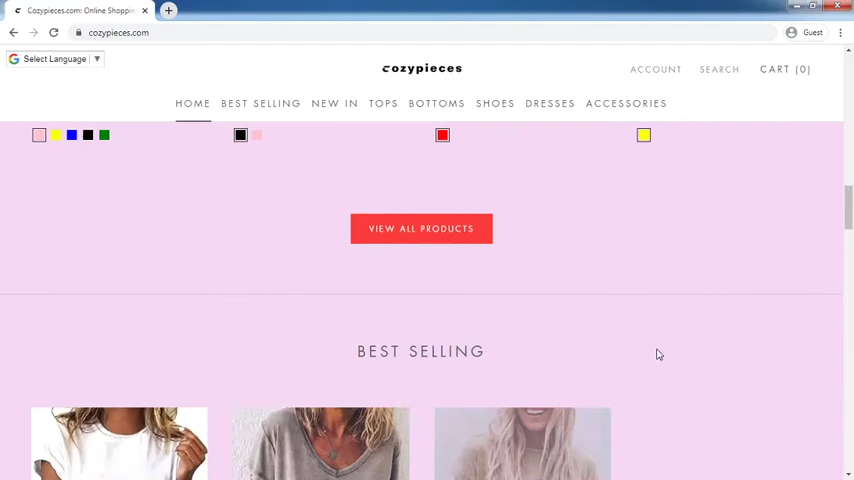 Cozypieces.com: Online Shoppin
cozypieces.com
Guest
Select Language
cozypieces
ACCOUNT SEARCH CART (0)
HOME BEST SELLING NEW IN TOPS BOTTOMS SHOES DRESSES ACCESSORIES
VIEW ALL PRODUCTS
BEST SELLING